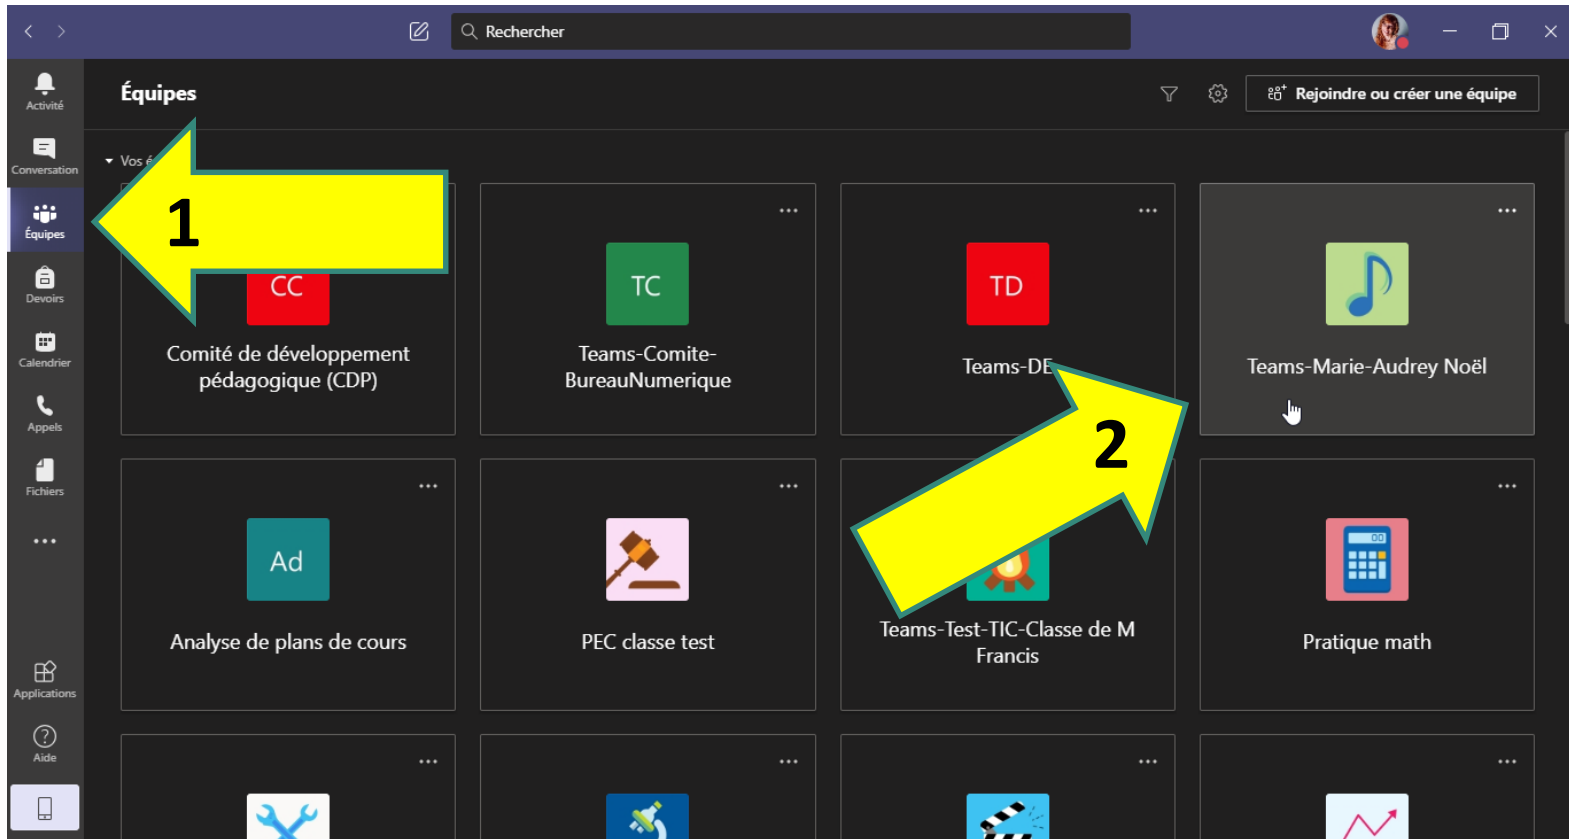 Rechercher
Activité
Équipes
Rejoindre ou créer une équipe
Conversation
Vos
1
Équipes
CC
TC
TD
Devoirs
Calendrier
Comité de développement
pédagogique (CDP)
Teams-Comite-
BureauNumerique
Teams-DE
Teams-Marie-Audrey Noël
2
Appels
Fichiers
Ad
Analyse de plans de cours
PEC classe test
Teams-Test-TIC-Classe de M
Francis
Pratique math
Applications
Aide